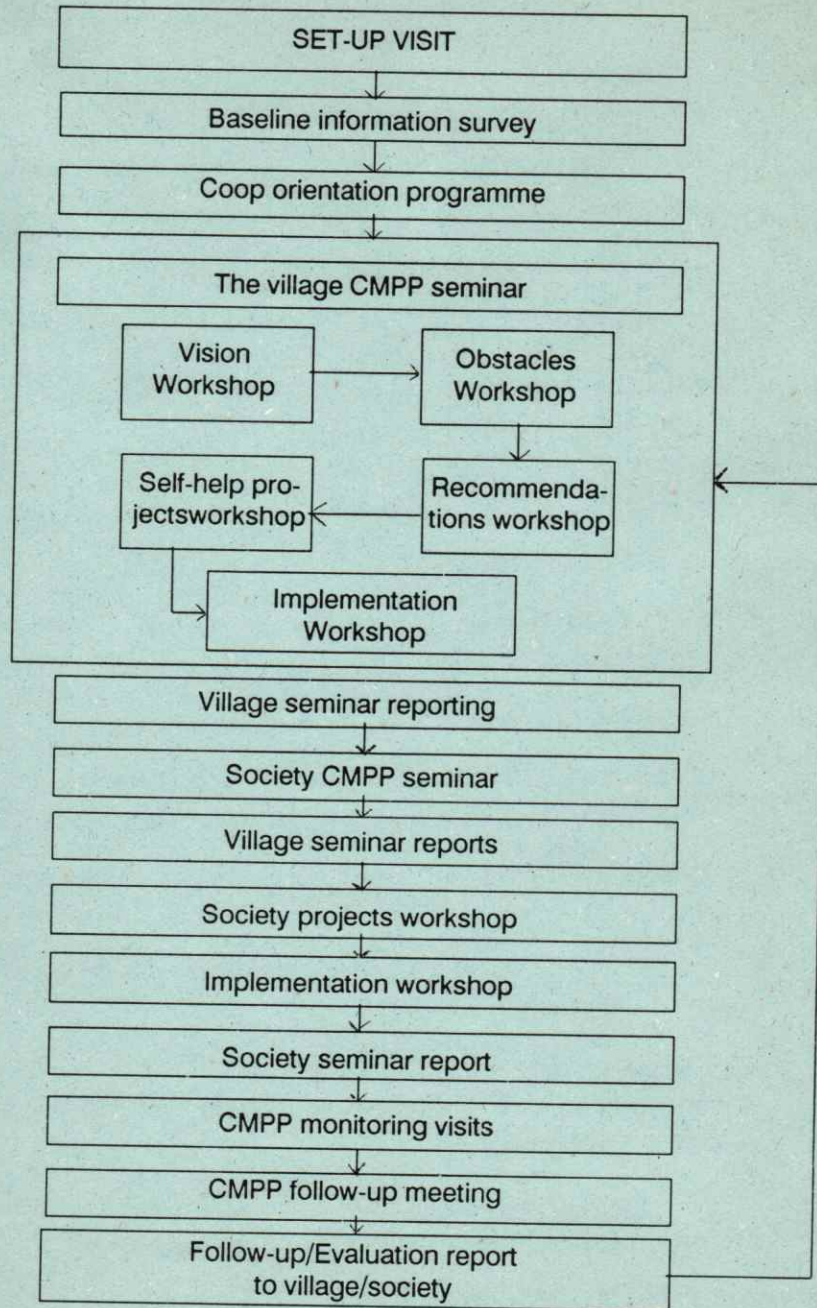 SET-UP VISIT
Baseline information survey
Coop orientation programme
The village CMPP seminar
Vision
Workshop
Obstacles
Workshop
Self-help pro-
jectsworkshop
Recommenda-
tions workshop
Implementation
Workshop
Village seminar reporting
Society CMPP seminar
Village seminar reports
Society projects workshop
Implementation workshop
Society seminar report
CMPP monitoring visits
CMPP follow-up meeting
Follow-up/Evaluation report
to village/society